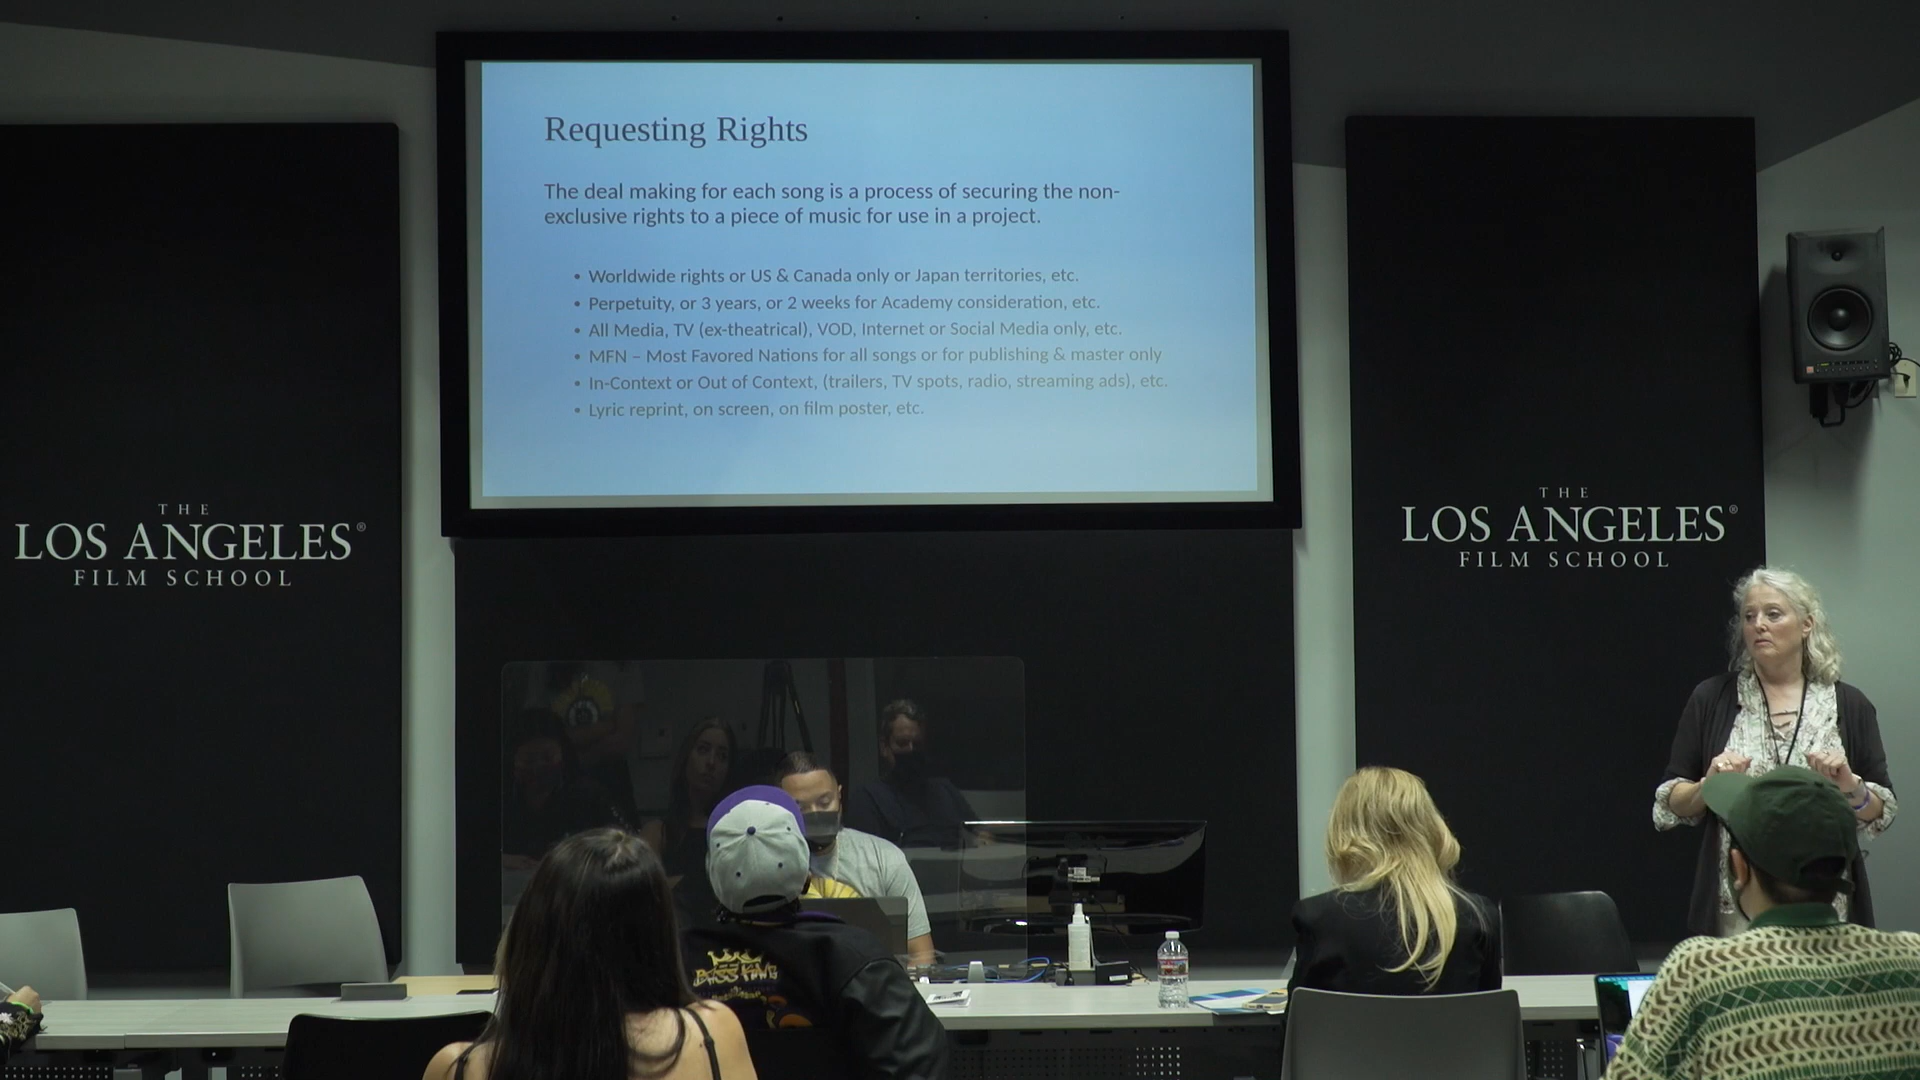 Requesting Rights
The deal making for each song is a process of securing the non-
exclusive rights to a piece of music for use in a project.
• Worldwide rights or US & Canada only or Japan territories, etc.
• Perpetuity, or 3 years, or 2 weeks for Academy consideration, etc.
• All Media, TV (ex-theatrical), VOD, Internet or Social Media only, etc.
• MFN – Most Favored Nations for all songs or for publishing & master only
• In-Context or Out of Context, (trailers, TV spots, radio, streaming ads), etc.
• Lyric reprint, on screen, on film poster, etc.
THE
LOS ANGELES®
FILM SCHOOL
THE
LOS ANGELES®
FILM SCHOOL